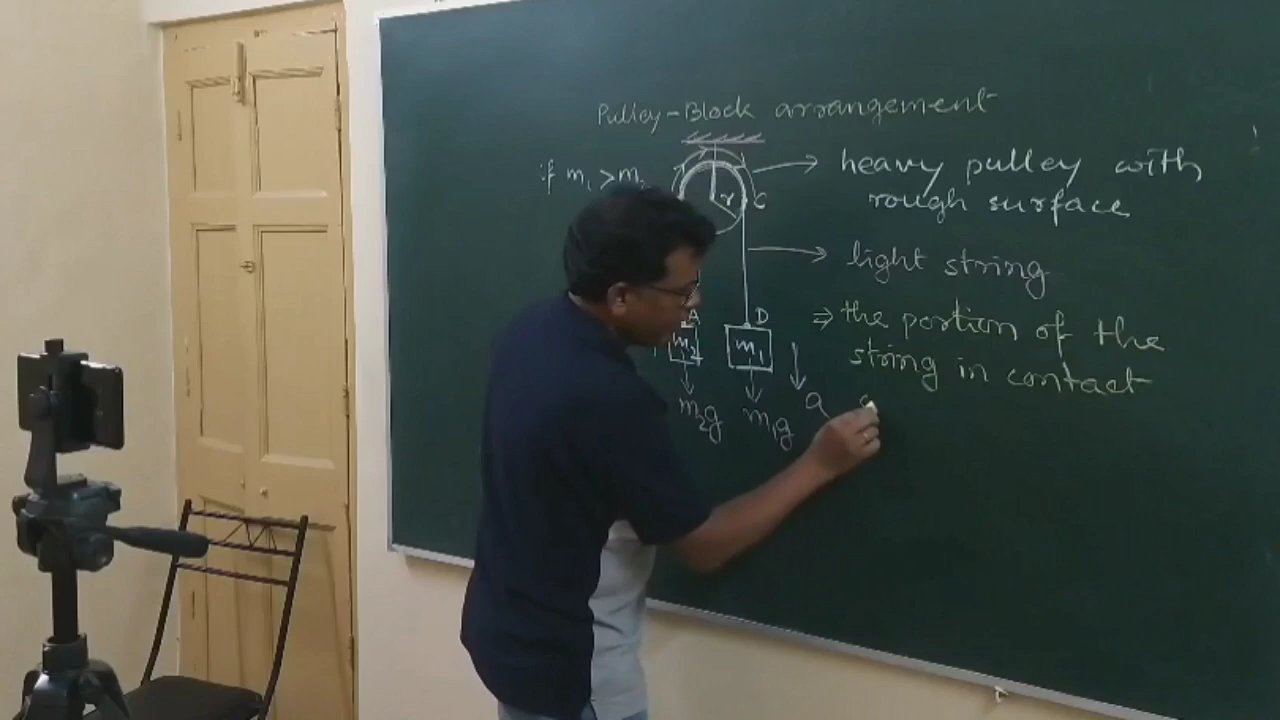 Pulley-Block arrangement
if m₁ > m₂
r
C
heavy pulley with
rough surface
light string
A
D
m₂
m₁
⇒ the portion of the
string in contact
a
m₂g
m₁g